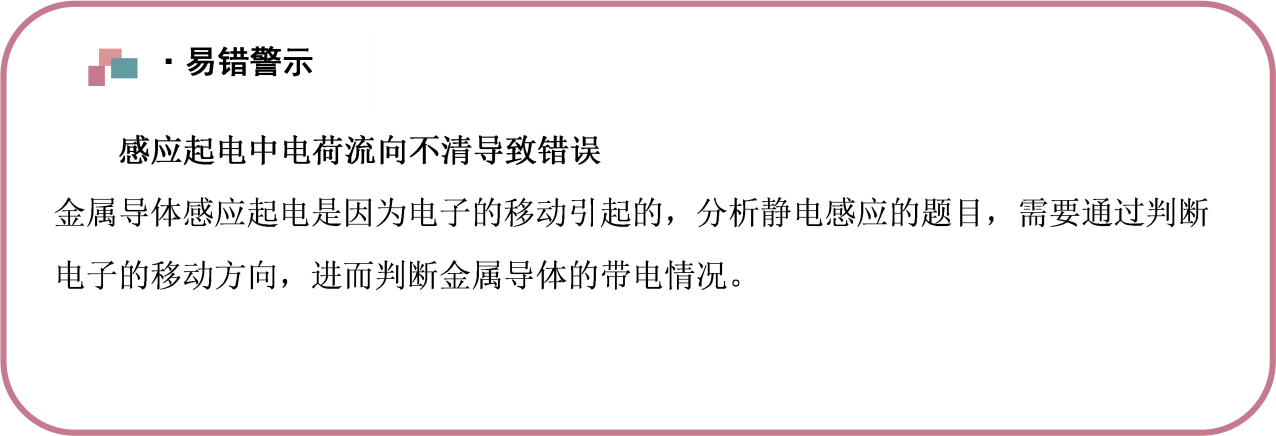 ·易错警示
感应起电中电荷流向不清导致错误
金属导体感应起电是因为电子的移动引起的，分析静电感应的题目，需要通过判断
电子的移动方向，进而判断金属导体的带电情况。